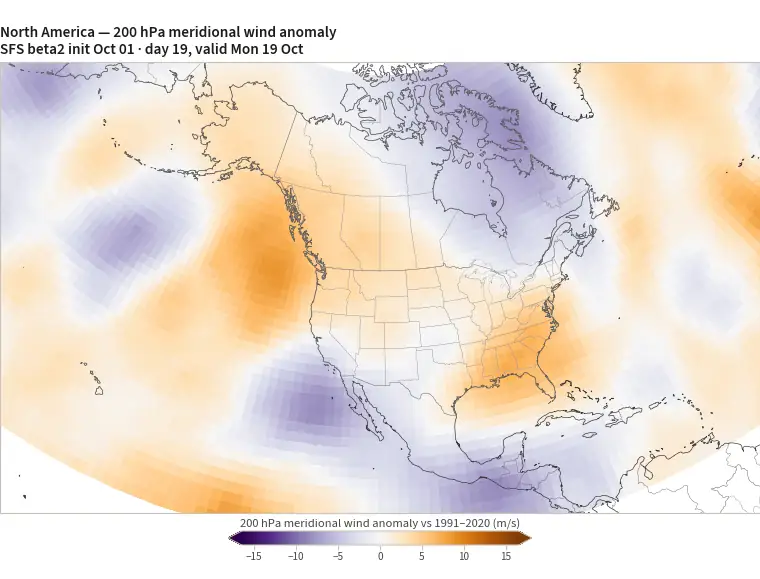 North America — 200 hPa meridional wind anomaly
SFS beta2 init Oct 01 · day 19, valid Mon 19 Oct
200 hPa meridional wind anomaly vs 1991–2020 (m/s)
−15 −10 −5 0 5 10 15